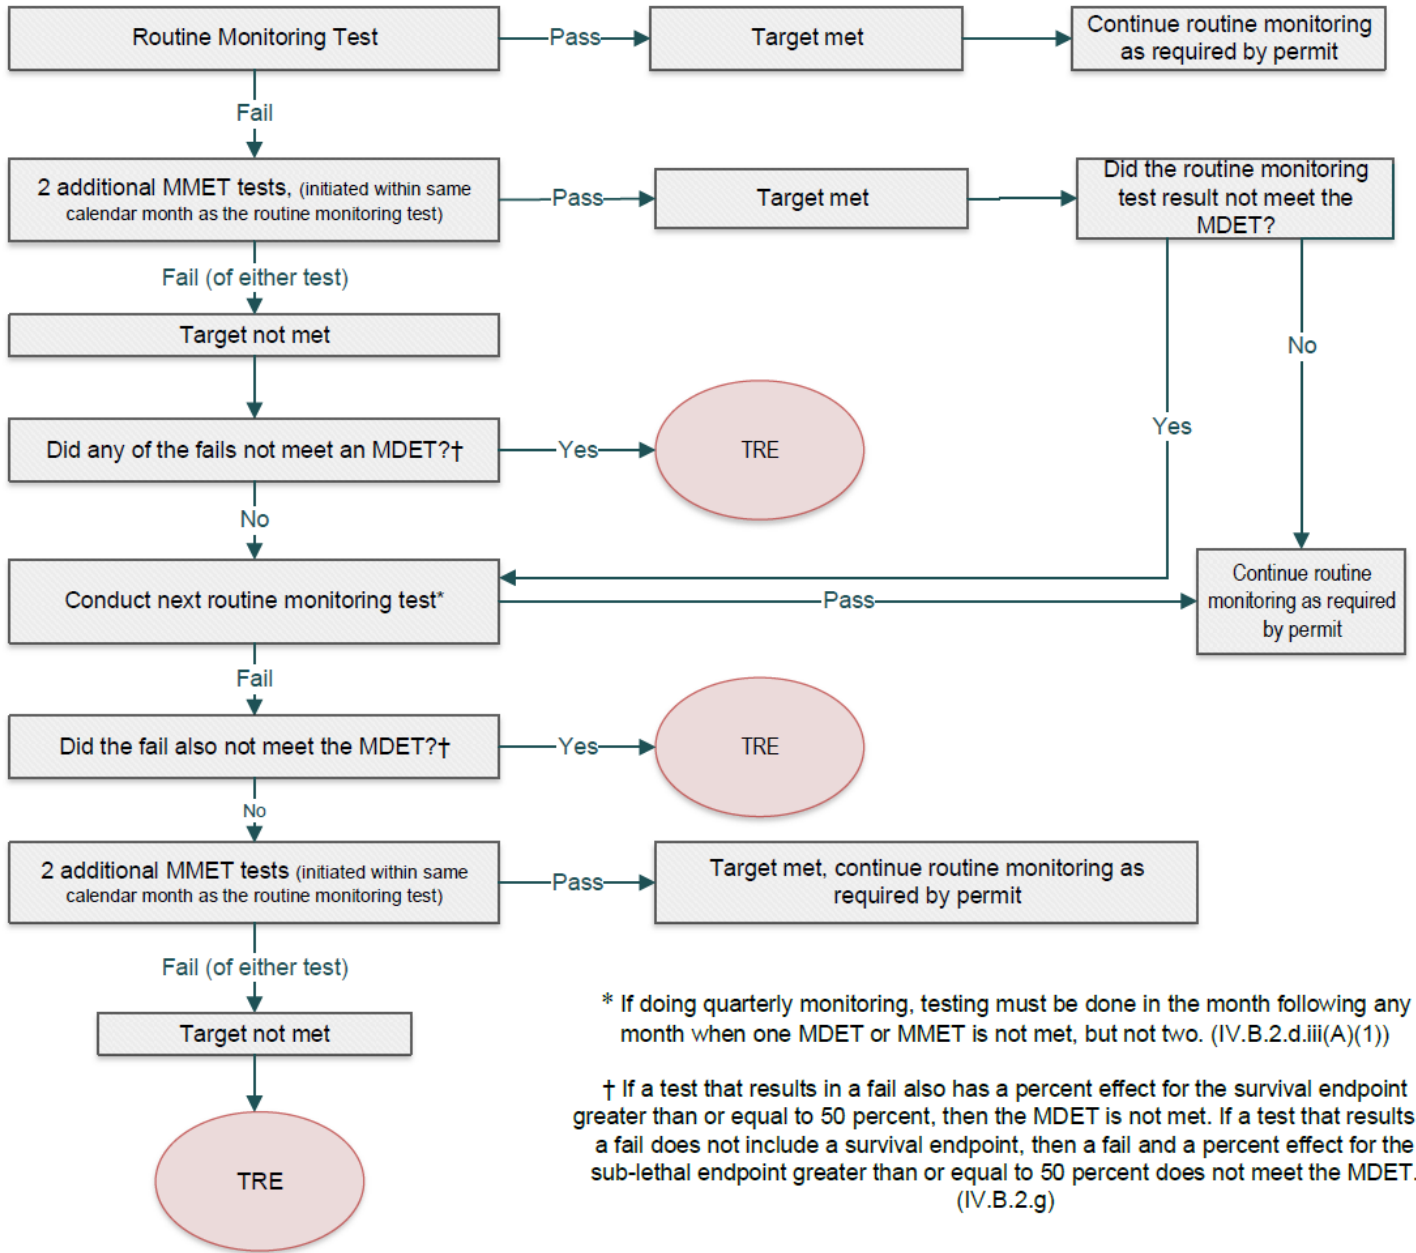 Routine Monitoring Test
Pass
Target met
Continue routine monitoring
as required by permit
Fail
2 additional MMET tests, (initiated within same
calendar month as the routine monitoring test)
Pass
Target met
Did the routine monitoring
test result not meet the
MDET?
Fail (of either test)
Target not met
No
Yes
Did any of the fails not meet an MDET?†
Yes
TRE
No
Conduct next routine monitoring test*
Pass
Continue routine
monitoring as required
by permit
Fail
Did the fail also not meet the MDET?†
Yes
TRE
No
2 additional MMET tests (initiated within same
calendar month as the routine monitoring test)
Pass
Target met, continue routine monitoring as
required by permit
Fail (of either test)
Target not met
TRE
* If doing quarterly monitoring, testing must be done in the month following any
month when one MDET or MMET is not met, but not two. (IV.B.2.d.iii(A)(1))
† If a test that results in a fail also has a percent effect for the survival endpoint
greater than or equal to 50 percent, then the MDET is not met. If a test that results
a fail does not include a survival endpoint, then a fail and a percent effect for the
sub-lethal endpoint greater than or equal to 50 percent does not meet the MDET.
(IV.B.2.g)